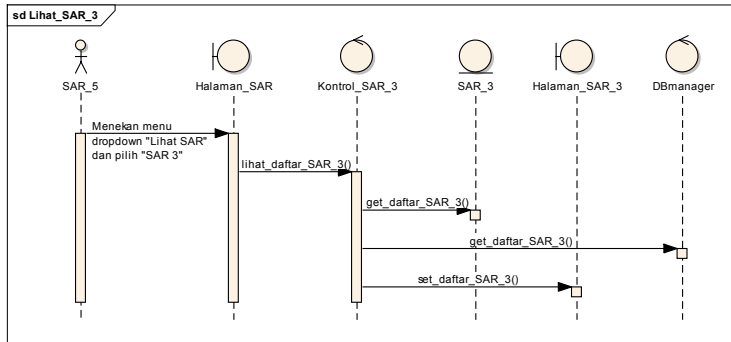 sd Lihat_SAR_3
SAR_5
Halaman_SAR
Kontrol_SAR_3
SAR_3
Halaman_SAR_3
DBmanager
Menekan menu
dropdown "Lihat SAR"
dan pilih "SAR 3"
lihat_daftar_SAR_3()
get_daftar_SAR_3()
get_daftar_SAR_3()
set_daftar_SAR_3()